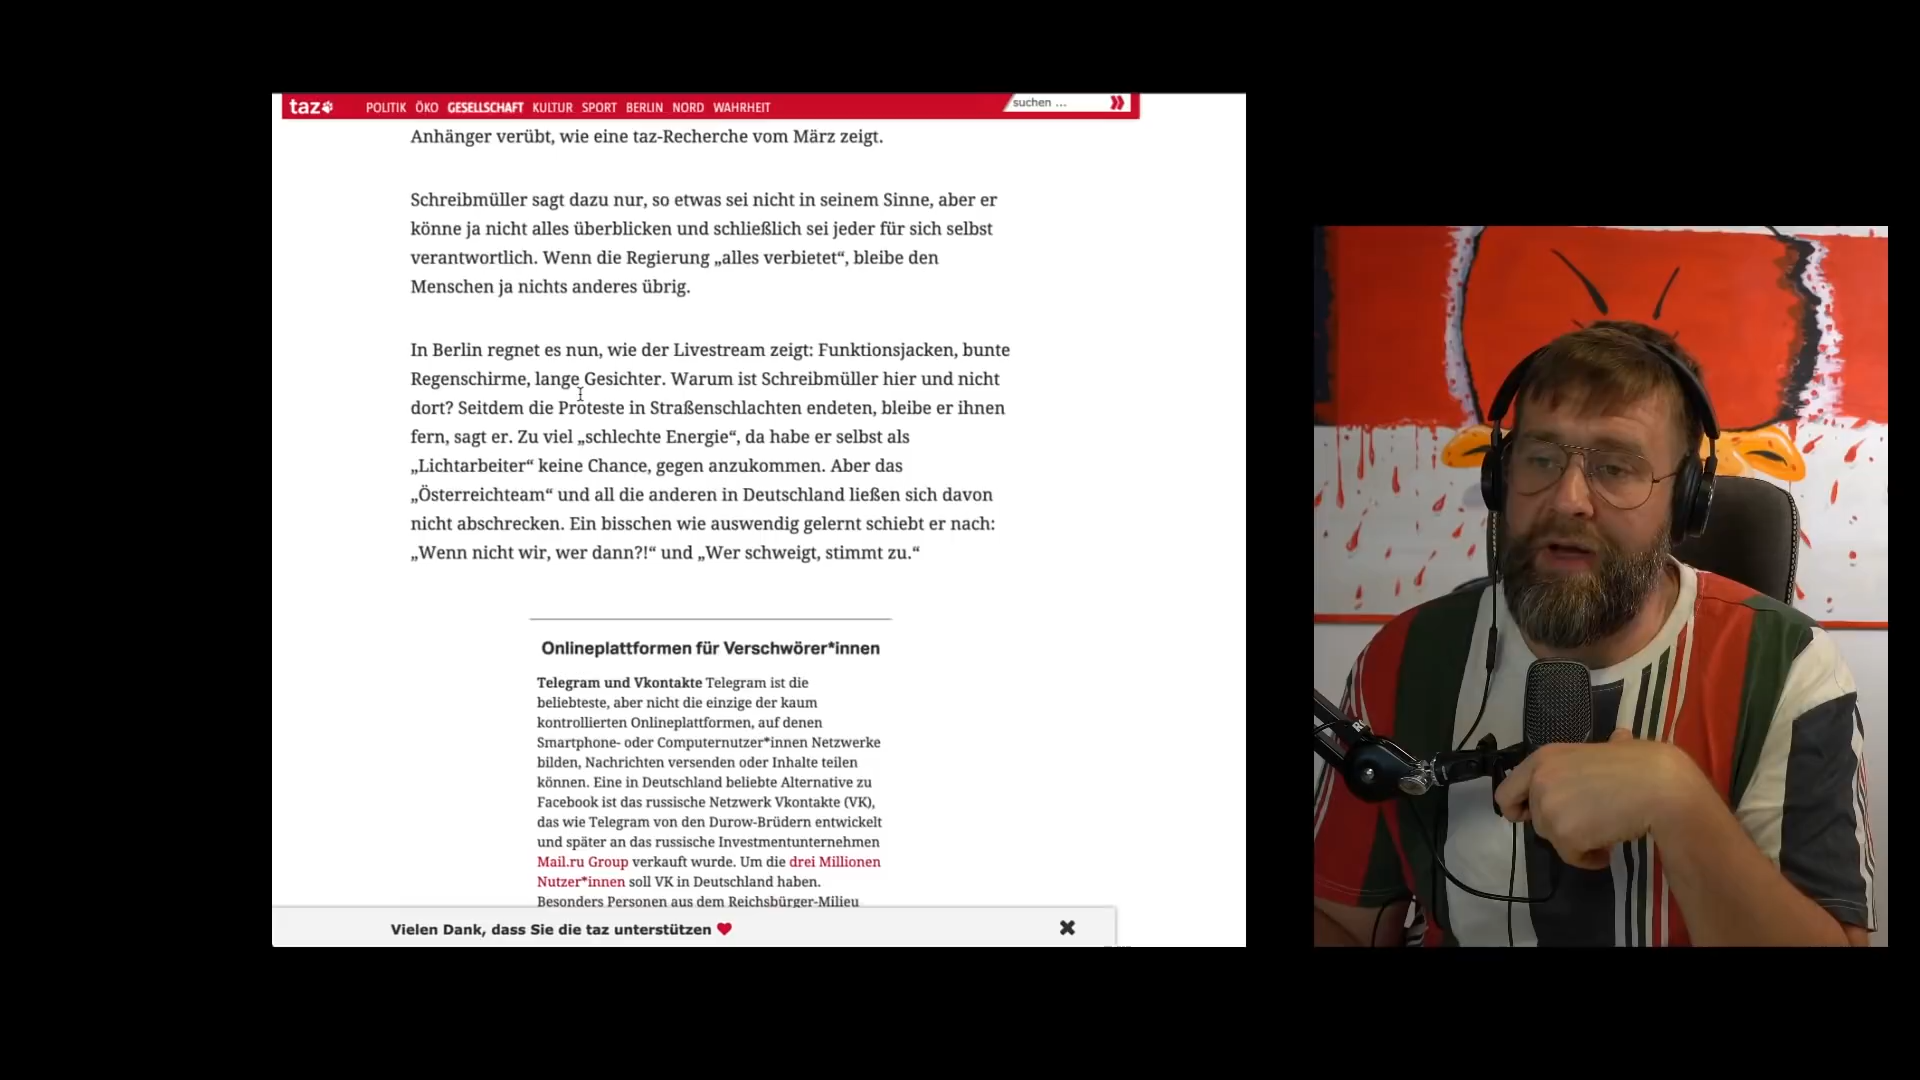 taz
POLITIK ÖKO GESELLSCHAFT KULTUR SPORT BERLIN NORD WAHRHEIT
suchen ...
Anhänger verübt, wie eine taz-Recherche vom März zeigt.
Schreibmüller sagt dazu nur, so etwas sei nicht in seinem Sinne, aber er
könne ja nicht alles überblicken und schließlich sei jeder für sich selbst
verantwortlich. Wenn die Regierung „alles verbietet“, bleibe den
Menschen ja nichts anderes übrig.
In Berlin regnet es nun, wie der Livestream zeigt: Funktionsjacken, bunte
Regenschirme, lange Gesichter. Warum ist Schreibmüller hier und nicht
dort? Seitdem die Proteste in Straßenschlachten endeten, bleibe er ihnen
fern, sagt er. Zu viel „schlechte Energie“, da habe er selbst als
„Lichtarbeiter“ keine Chance, gegen anzukommen. Aber das
„Österreichteam“ und all die anderen in Deutschland ließen sich davon
nicht abschrecken. Ein bisschen wie auswendig gelernt schiebt er nach:
„Wenn nicht wir, wer dann?!“ und „Wer schweigt, stimmt zu.“
Onlineplattformen für Verschwörer*innen
Telegram und Vkontakte Telegram ist die
beliebteste, aber nicht die einzige der kaum
kontrollierten Onlineplattformen, auf denen
Smartphone- oder Computernutzer*innen Netzwerke
bilden, Nachrichten versenden oder Inhalte teilen
können. Eine in Deutschland beliebte Alternative zu
Facebook ist das russische Netzwerk Vkontakte (VK),
das wie Telegram von den Durow-Brüdern entwickelt
und später an das russische Investmentunternehmen
Mail.ru Group verkauft wurde. Um die drei Millionen
Nutzer*innen soll VK in Deutschland haben.
Besonders Personen aus dem Reichsbürger-Milieu
Vielen Dank, dass Sie die taz unterstützen